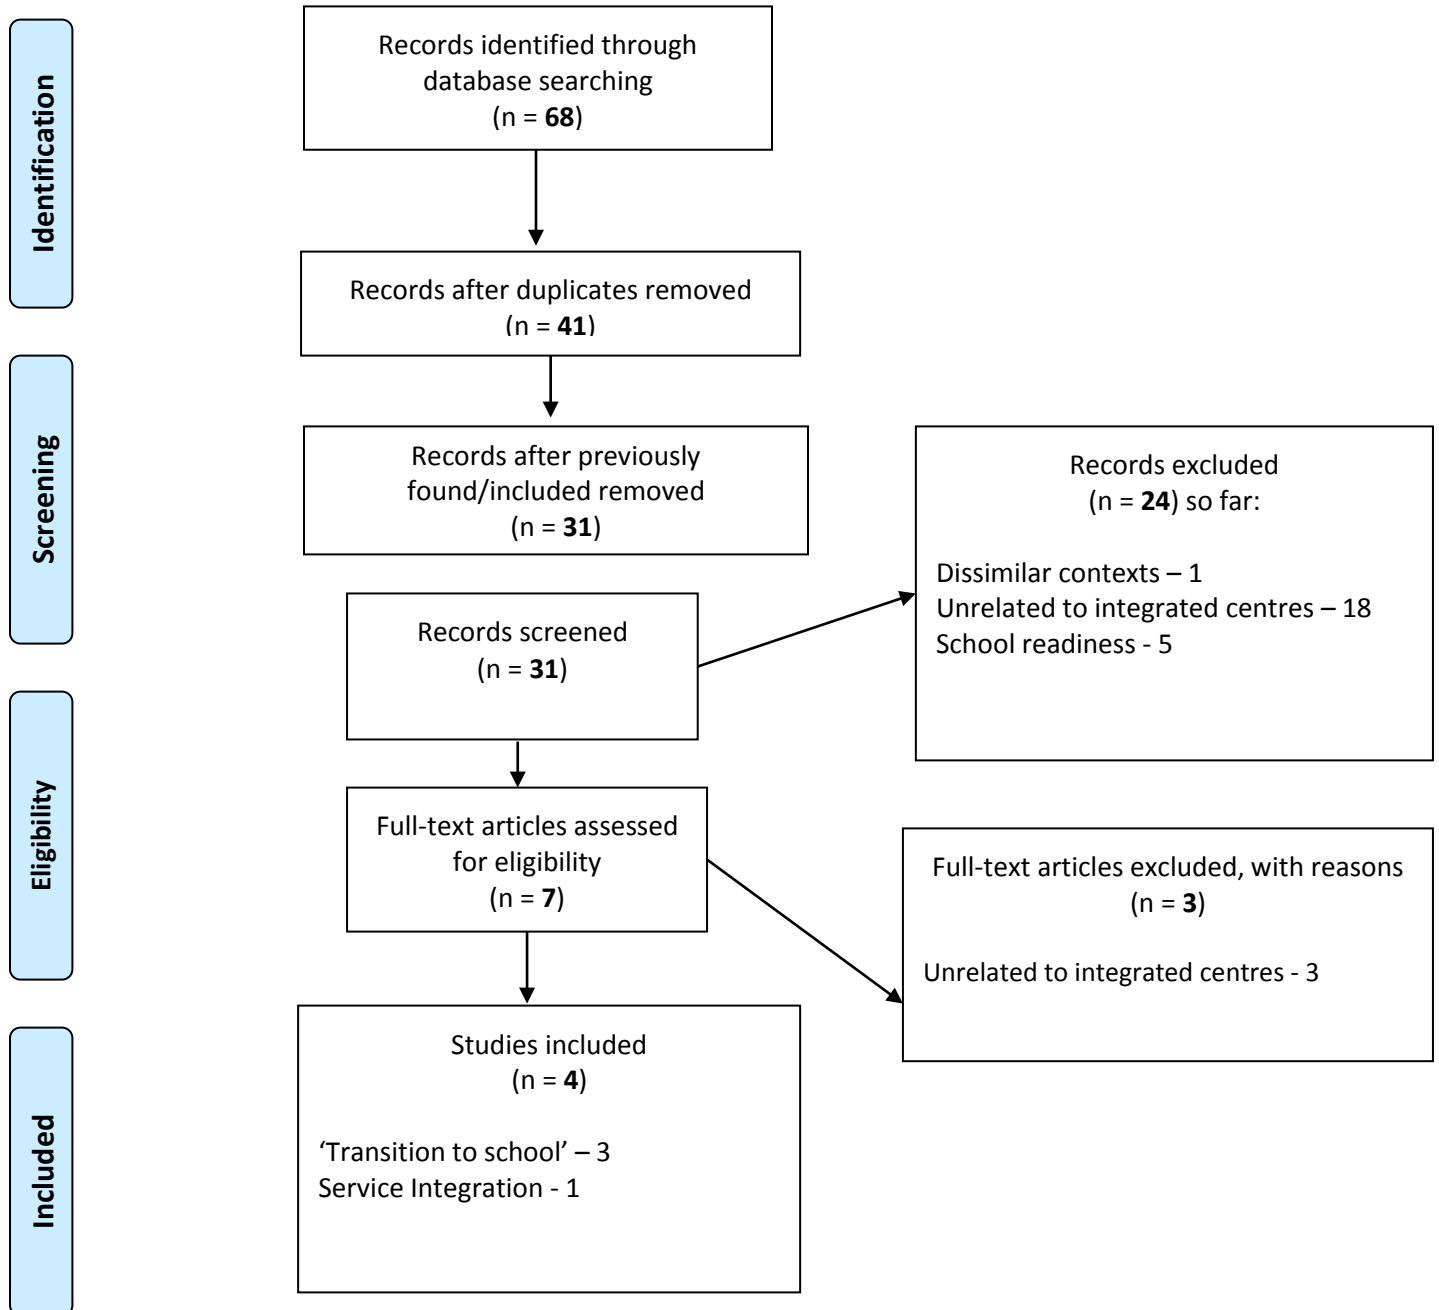 Identification
Records identified through
database searching
(n = 68)
Records after duplicates removed
(n = 41)
Screening
Records after previously
found/included removed
(n = 31)
Records screened
(n = 31)
Records excluded
(n = 24) so far:
Dissimilar contexts – 1
Unrelated to integrated centres – 18
School readiness - 5
Eligibility
Full-text articles assessed
for eligibility
(n = 7)
Full-text articles excluded, with reasons
(n = 3)
Unrelated to integrated centres - 3
Included
Studies included
(n = 4)
‘Transition to school’ – 3
Service Integration - 1